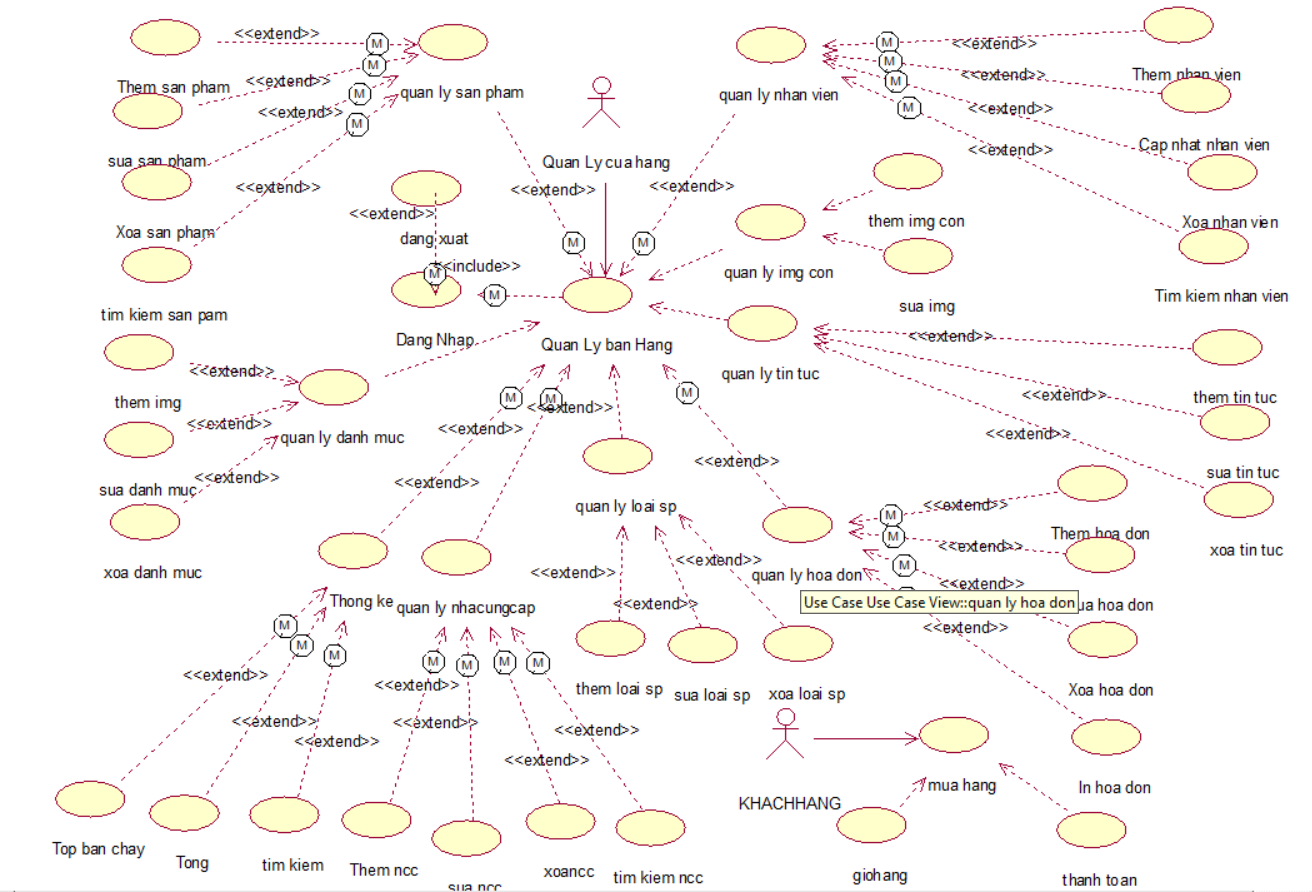 <<extend>>
M
M
<<extend>>
Them san pham
quan ly san pham
M
<<extend>>
M
sua san pham
<<extend>>
Xoa san pham
tim kiem san pam
Quan Ly cua hang
<<extend>>
M
quan ly nhan vien
<<extend>>
M
M
<<extend>>
M
<<extend>>
M
<<extend>>
M
<<extend>>
Them nhan vien
Cap nhat nhan vien
Xoa nhan vien
Tim kiem nhan vien
<<extend>>
dang xuat
M
<<include>>
M
Dang Nhap
Quan Ly ban Hang
them img con
quan ly img con
sua img
quan ly tin tuc
<<extend>>
<<extend>>
<<extend>>
them tin tuc
sua tin tuc
xoa tin tuc
them img
<<extend>>
<<extend>>
quan ly danh muc
sua danh muc
<<extend>>
xoa danh muc
M
M
<<extend>>
<<extend>>
<<extend>>
M
<<extend>>
quan ly loai sp
<<extend>>
<<extend>>
<<extend>>
them loai sp
sua loai sp
xoa loai sp
quan ly hoa don
M
<<extend>>
M
<<extend>>
M
<<extend>>
<<extend>>
Use Case Use Case View::quan ly hoa don
Them hoa don
ua hoa don
Xoa hoa don
In hoa don
Thong ke
M
M
M
<<extend>>
<<extend>>
<<extend>>
Top ban chay
Tong
tim kiem
quan ly nhacungcap
M
M
M
M
<<extend>>
<<extend>>
<<extend>>
<<extend>>
Them ncc
sua ncc
xoancc
tim kiem ncc
KHACHHANG
mua hang
giohang
thanh toan